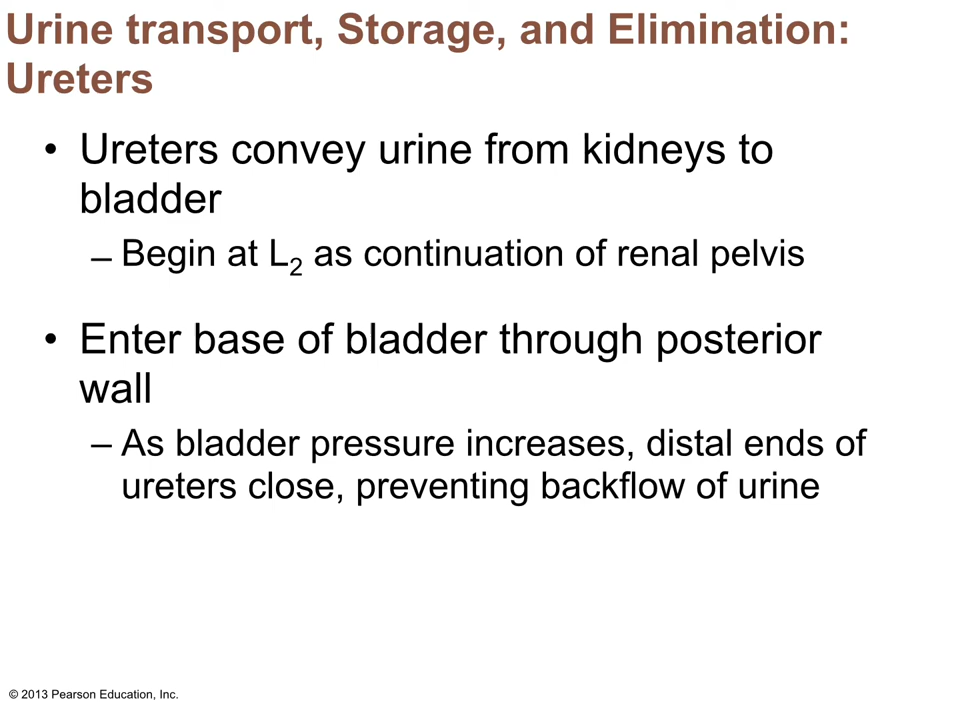 Urine transport, Storage, and Elimination:
Ureters
• Ureters convey urine from kidneys to
bladder
– Begin at L₂ as continuation of renal pelvis
• Enter base of bladder through posterior
wall
– As bladder pressure increases, distal ends of
ureters close, preventing backflow of urine
© 2013 Pearson Education, Inc.